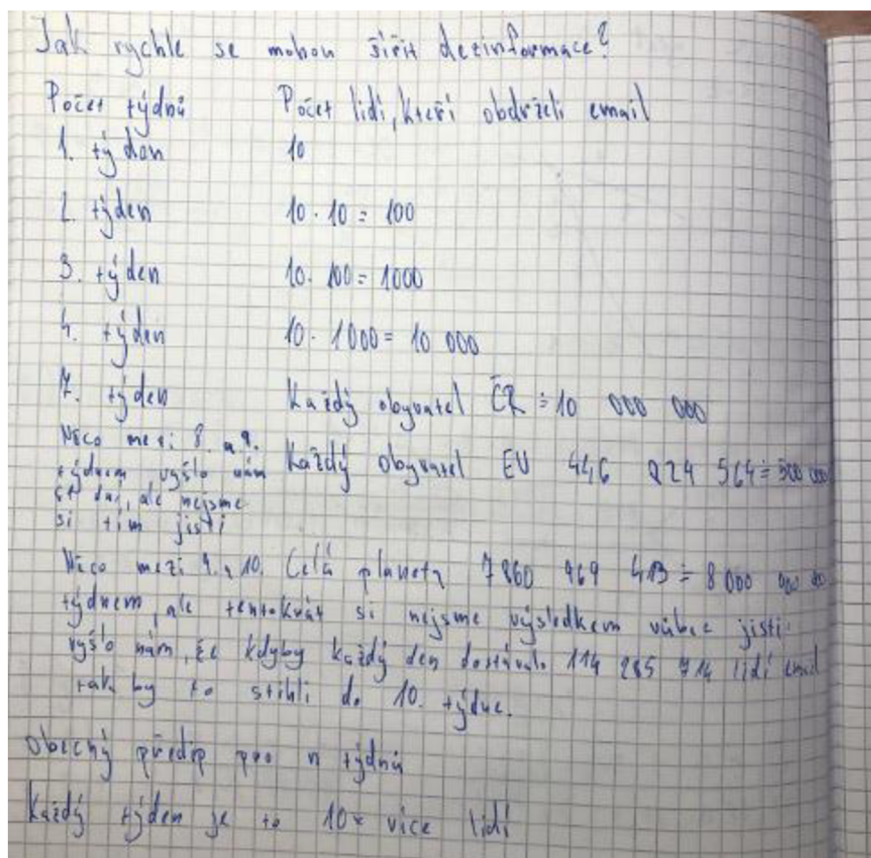 Jak rychle se mohou šířit dezinformace?
Počet týdnů Počet lidí, kteří obdrželi email
1. týden 10
2. týden 10 · 10 = 100
3. týden 10 · 100 = 1000
4. týden 10 · 1000 = 10 000
7. týden Každý obyvatel ČR ≐ 10 000 000
Něco mezi 8. a 9.
týdnem vyšlo nám Každý obyvatel EU 446 824 564 ≐ 500 000
dní, ale nejsme
si tím jisti
Něco mezi 9. a 10. Celá planeta 7 860 969 413 ≐ 8 000 000 000
týdnem, ale tentokrát si nejsme výsledkem vůbec jisti.
vyšlo nám, že kdyby každý den dostávalo 114 285 714 lidí email
tak by to stihli do 10. týdne.
Obecný předpis pro n týdnů
Každý týden je to 10× více lidí